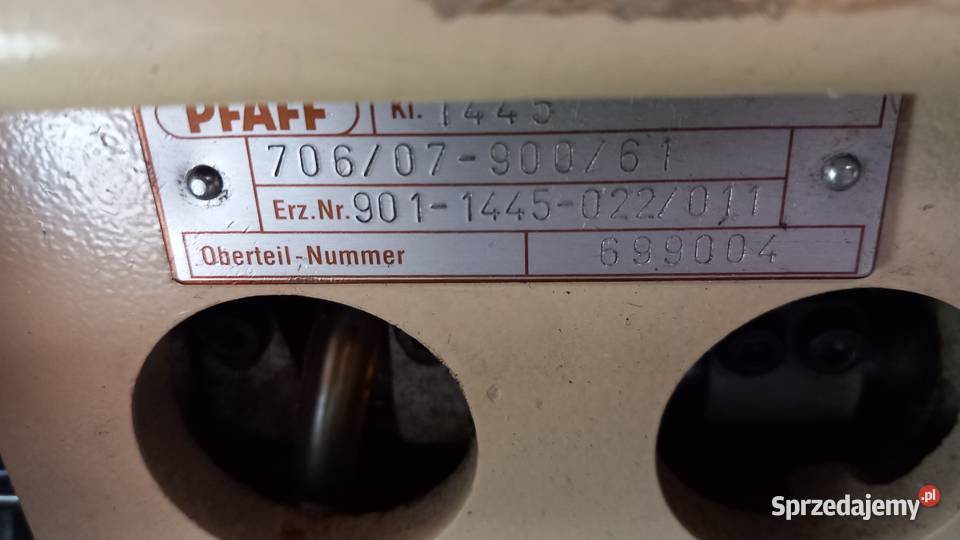 PFAFF Kl. 1445
706/07-900/61
Erz.Nr. 901-1445-022/011
Oberteil-Nummer 699004
Sprzedajemy.pl